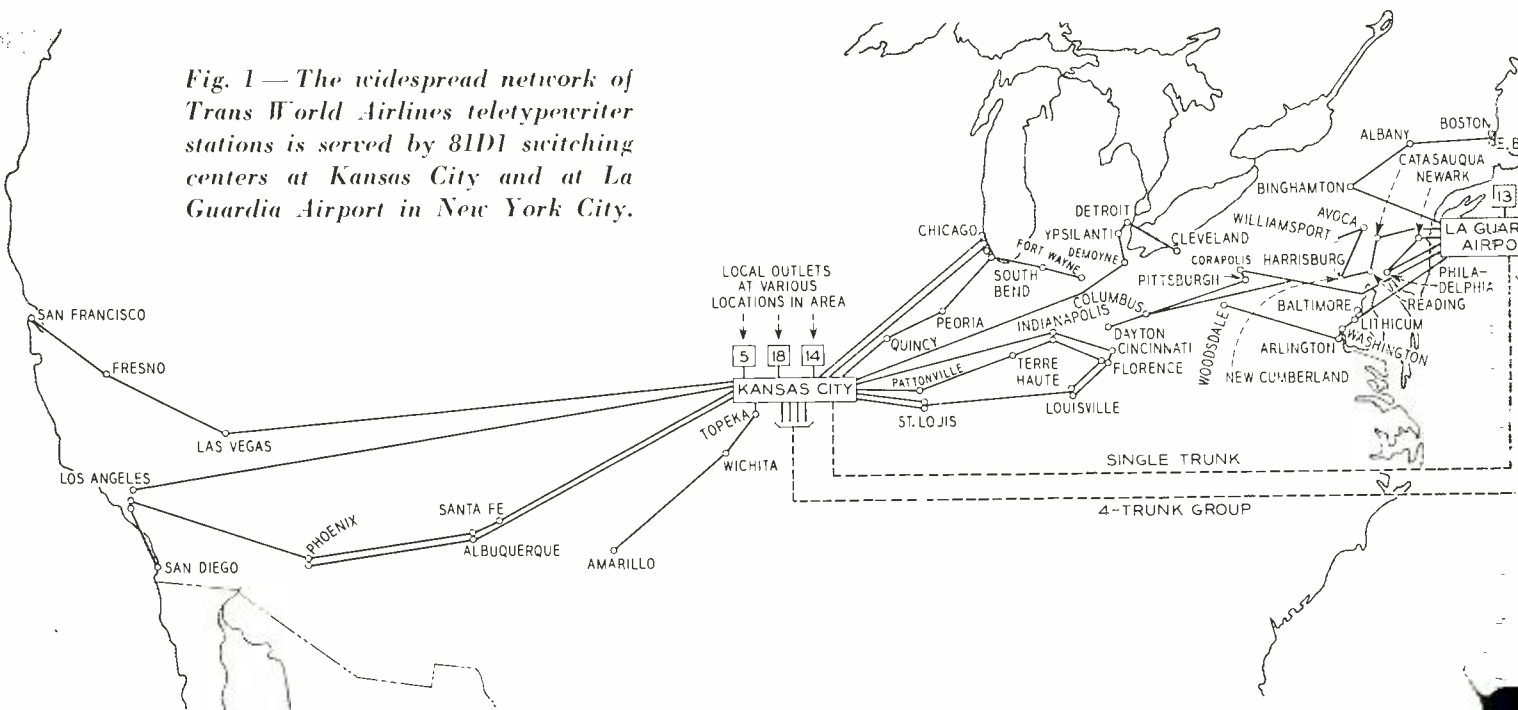 Fig. 1 — The widespread network of
Trans World Airlines teletypewriter
stations is served by 81D1 switching
centers at Kansas City and at La
Guardia Airport in New York City.
BOSTON
ALBANY
E.B
CATASAUQUA
NEWARK
BINGHAMTON
13
AVOCA
WILLIAMSPORT
LA GUAR
AIRPO
DETROIT
CHICAGO
YPSILANTI
CLEVELAND
FORT WAYNE
DEMOYNE
CORAPOLIS
HARRISBURG
SOUTH
BEND
PITTSBURGH
PHILA-
DELPHIA
LOCAL OUTLETS
AT VARIOUS
LOCATIONS IN AREA
COLUMBUS
BALTIMORE
READING
PEORIA
INDIANAPOLIS
SAN FRANCISCO
DAYTON
LITHICUM
WASHINGTON
QUINCY
CINCINNATI
ARLINGTON
5
18
14
TERRE
HAUTE
FLORENCE
WOODSDALE
FRESNO
PATTONVILLE
NEW CUMBERLAND
KANSAS CITY
LOUISVILLE
ST. LOUIS
TOPEKA
LAS VEGAS
WICHITA
SINGLE TRUNK
LOS ANGELES
SANTA FE
4-TRUNK GROUP
PHOENIX
ALBUQUERQUE
AMARILLO
SAN DIEGO